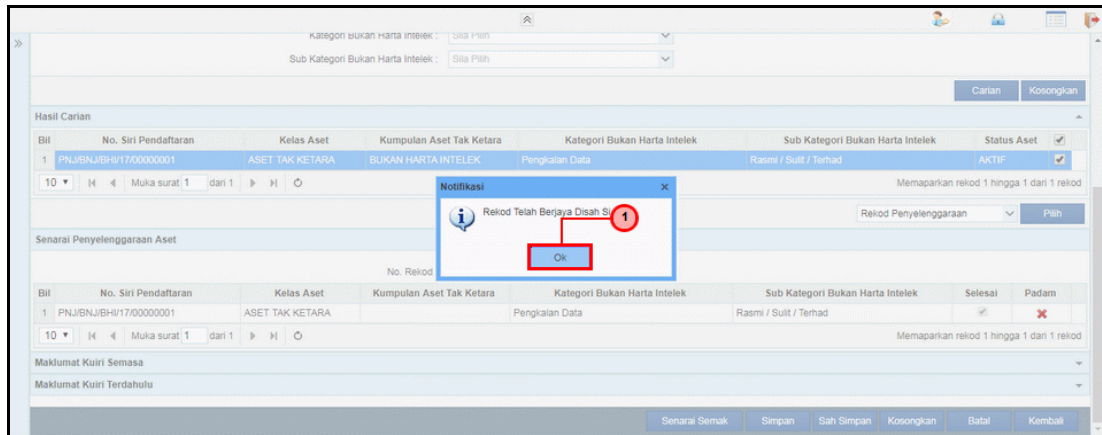 Kategori Bukan Harta Intelek : Sila Pilih
Sub Kategori Bukan Harta Intelek : Sila Pilih
Carian Kosongkan
Hasil Carian
Bil No. Siri Pendaftaran Kelas Aset Kumpulan Aset Tak Ketara Kategori Bukan Harta Intelek Sub Kategori Bukan Harta Intelek Status Aset
1 PNJ/BNJ/BHI/17/00000001 ASET TAK KETARA BUKAN HARTA INTELEK Pengkalan Data Rasmi / Sulit / Terhad AKTIF
10 Muka surat 1 dari 1 Memaparkan rekod 1 hingga 1 dari 1 rekod
Notifikasi
Rekod Telah Berjaya Disah
1
Ok
Rekod Penyelenggaraan Pilih
Senarai Penyelenggaraan Aset
No. Rekod
Bil No. Siri Pendaftaran Kelas Aset Kumpulan Aset Tak Ketara Kategori Bukan Harta Intelek Sub Kategori Bukan Harta Intelek Selesai Padam
1 PNJ/BNJ/BHI/17/00000001 ASET TAK KETARA Pengkalan Data Rasmi / Sulit / Terhad
10 Muka surat 1 dari 1 Memaparkan rekod 1 hingga 1 dari 1 rekod
Maklumat Kuiri Semasa
Maklumat Kuiri Terdahulu
Senarai Semak Simpan Sah Simpan Kosongkan Batal Kembali